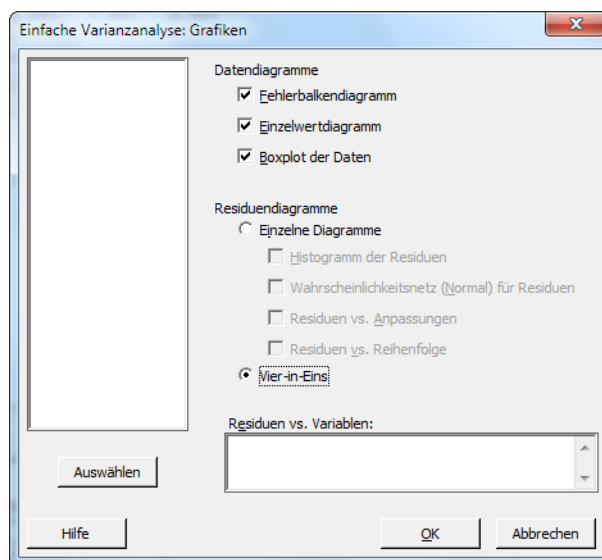 Einfache Varianzanalyse: Grafiken
Datendiagramme
Fehlerbalkendiagramm
Einzelwertdiagramm
Boxplot der Daten
Residuendiagramme
Einzelne Diagramme
Histogramm der Residuen
Wahrscheinlichkeitsnetz (Normal) für Residuen
Residuen vs. Anpassungen
Residuen vs. Reihenfolge
Vier-in-Eins
Residuen vs. Variablen:
Auswählen
Hilfe
OK
Abbrechen